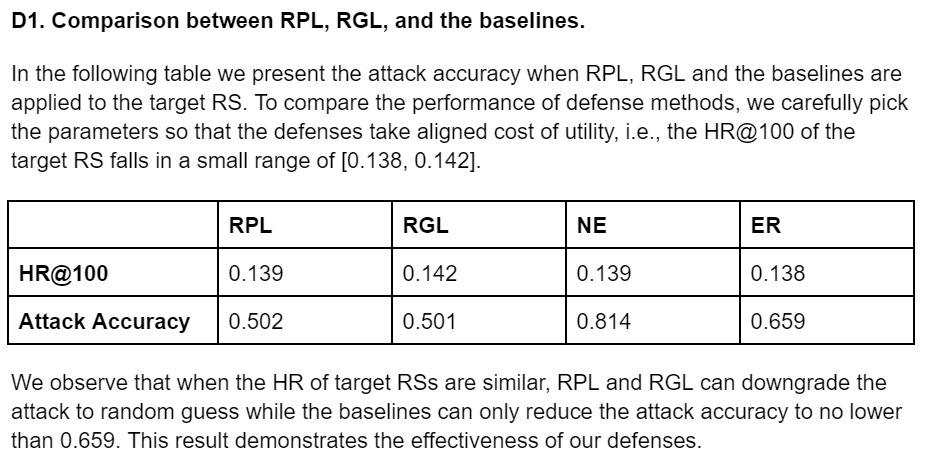 D1. Comparison between RPL, RGL, and the baselines.
In the following table we present the attack accuracy when RPL, RGL and the baselines are
applied to the target RS. To compare the performance of defense methods, we carefully pick
the parameters so that the defenses take aligned cost of utility, i.e., the HR@100 of the
target RS falls in a small range of [0.138, 0.142].
RPL RGL NE ER
HR@100 0.139 0.142 0.139 0.138
Attack Accuracy 0.502 0.501 0.814 0.659
We observe that when the HR of target RSs are similar, RPL and RGL can downgrade the
attack to random guess while the baselines can only reduce the attack accuracy to no lower
than 0.659. This result demonstrates the effectiveness of our defenses.